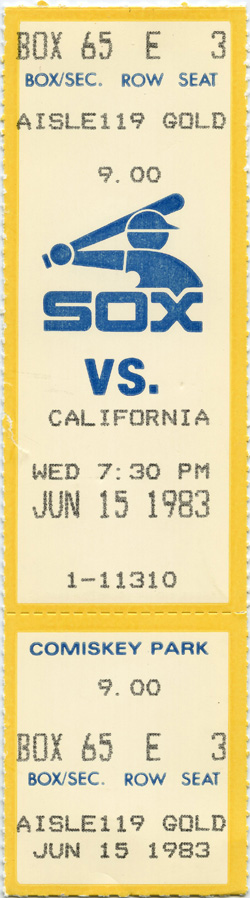 BOX 65 E 3
BOX/SEC. ROW SEAT
AISLE119 GOLD
9.00
SOX
VS.
CALIFORNIA
WED 7:30 PM
JUN 15 1983
1-11310
COMISKEY PARK
9.00
BOX 65 E 3
BOX/SEC. ROW SEAT
AISLE119 GOLD
JUN 15 1983